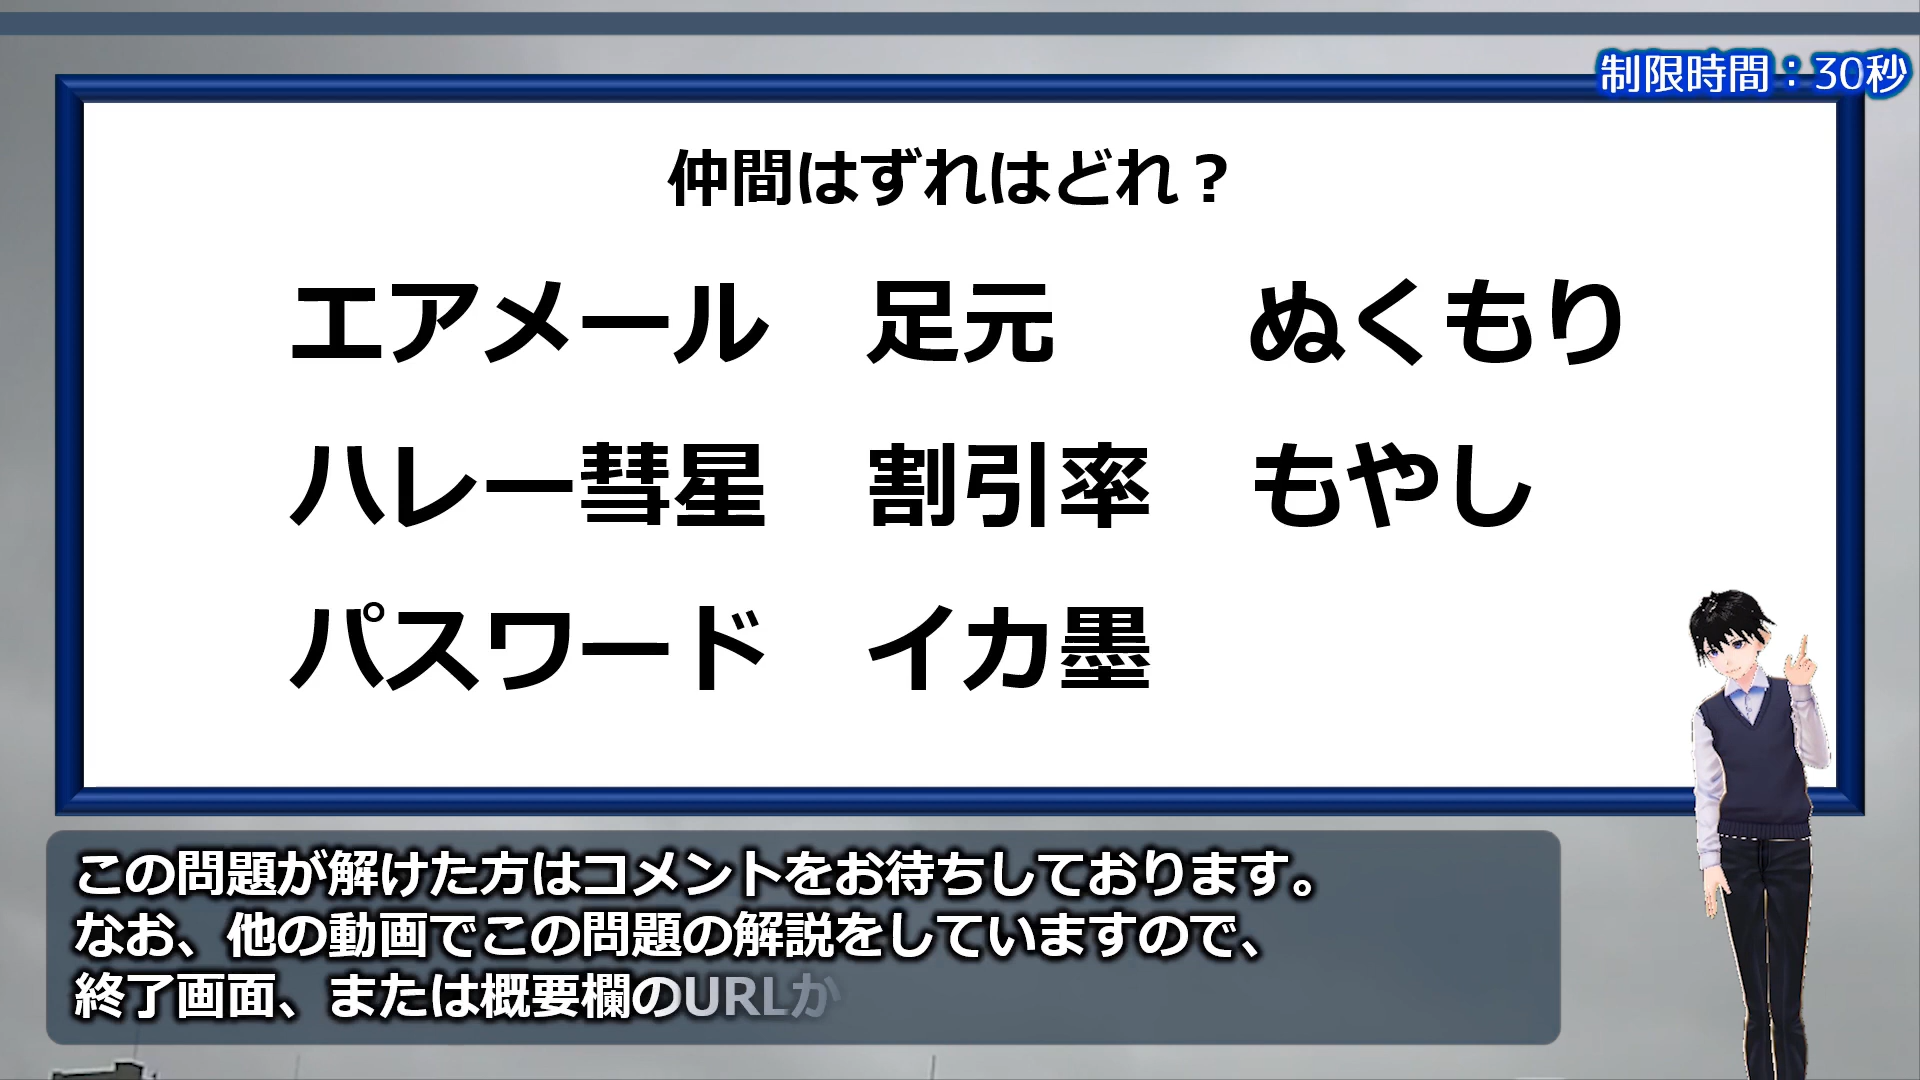 制限時間：30秒
仲間はずれはどれ？
エアメール 足元 ぬくもり
ハレー彗星 割引率 もやし
パスワード イカ墨
この問題が解けた方はコメントをお待ちしております。
なお、他の動画でこの問題の解説をしていますので、
終了画面、または概要欄のURLか